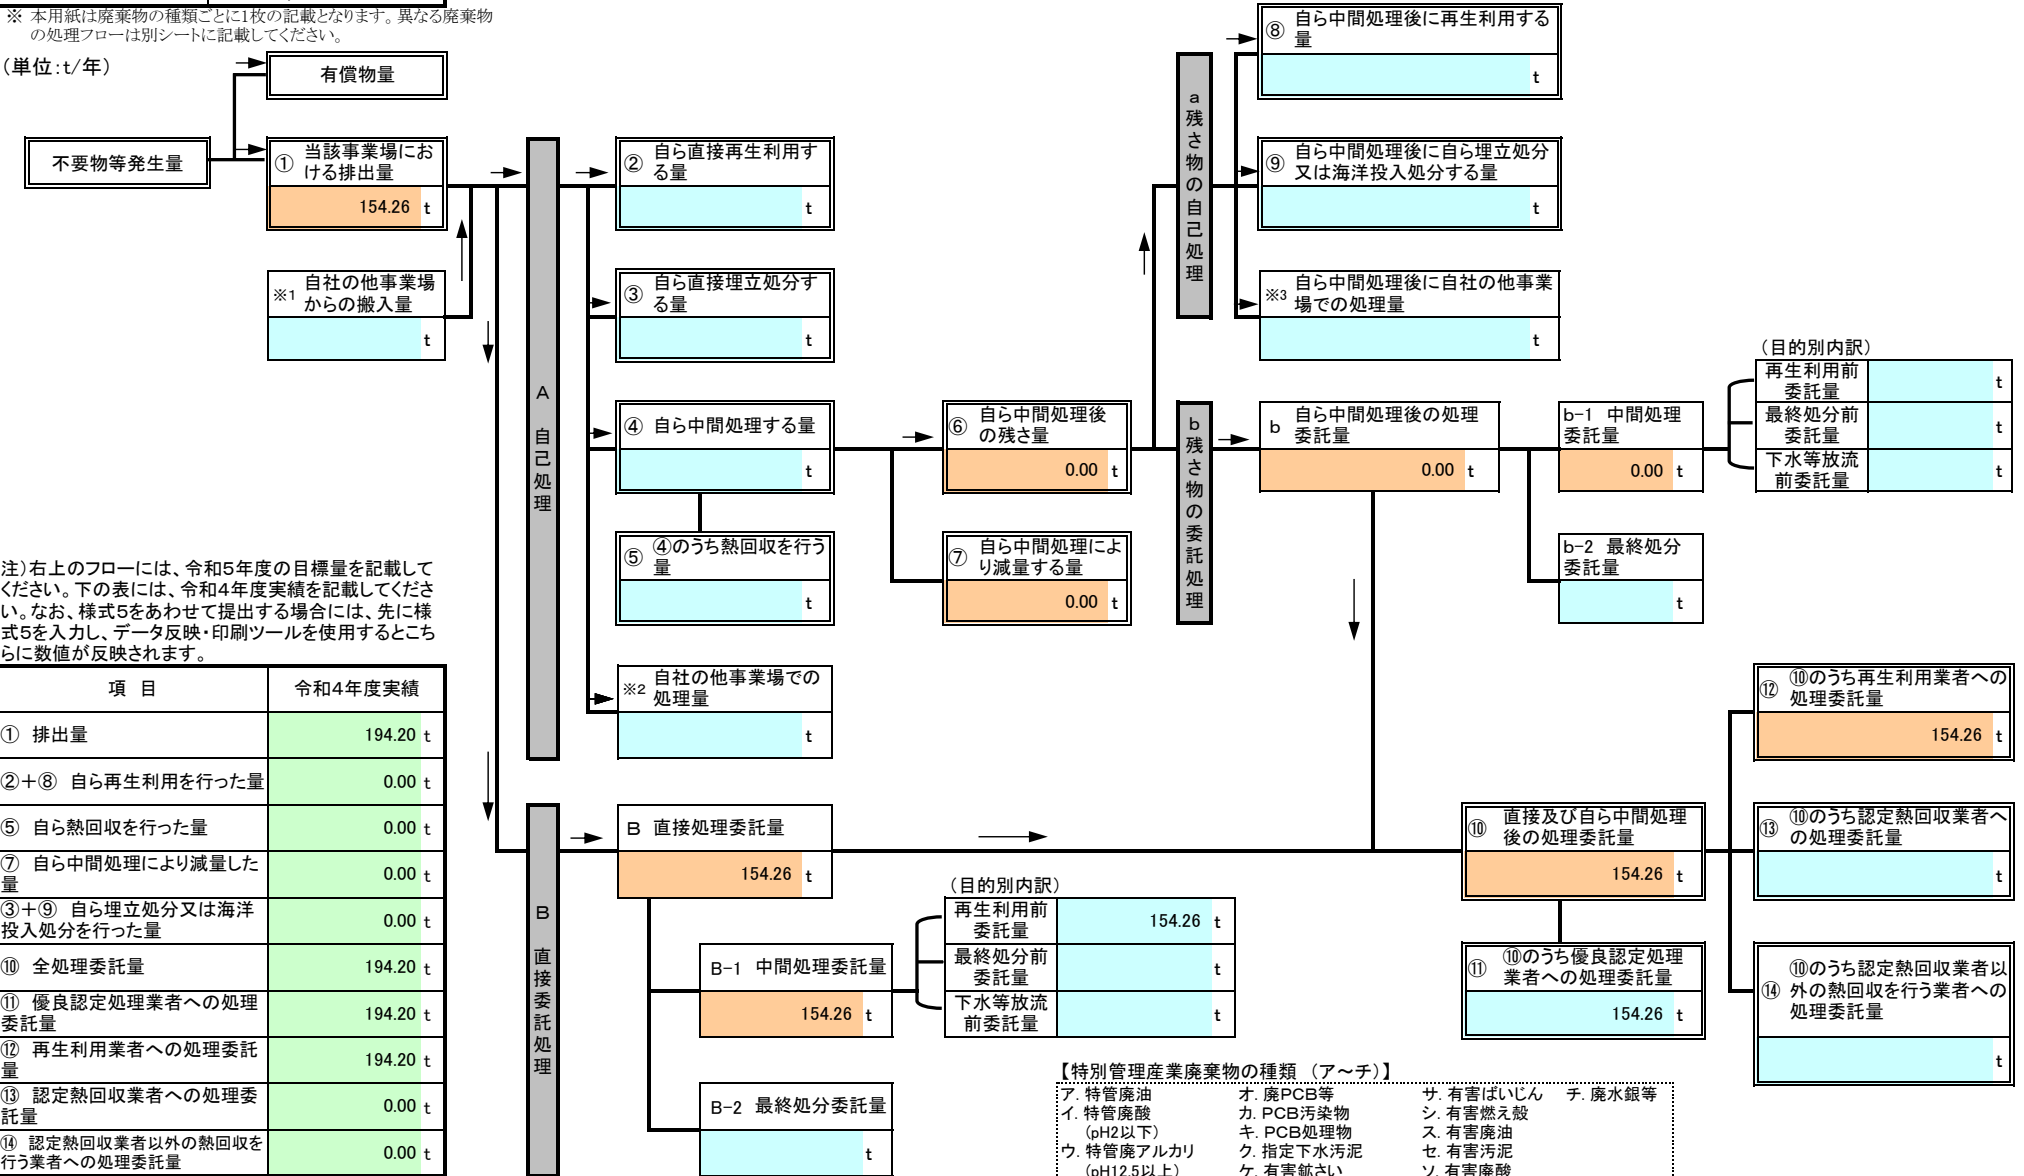 ※ 本用紙は廃棄物の種類ごとに1枚の記載となります。異なる廃棄物
の処理フローは別シートに記載してください。
（単位：t/年）
有償物量
不要物等発生量
① 当該事業場にお
ける排出量
154.26 t
※1 自社の他事業場
からの搬入量
t
A 自己処理
② 自ら直接再生利用す
る量
t
③ 自ら直接埋立処分す
る量
t
④ 自ら中間処理する量
t
⑤ ④のうち熱回収を行う
量
t
※2 自社の他事業場での
処理量
t
⑥ 自ら中間処理後
の残さ量
0.00 t
⑦ 自ら中間処理によ
り減量する量
0.00 t
a 残さ物の自己処理
⑧ 自ら中間処理後に再生利用する
量
t
⑨ 自ら中間処理後に自ら埋立処分
又は海洋投入処分する量
t
※3 自ら中間処理後に自社の他事業
場での処理量
t
b 残さ物の委託処理
b 自ら中間処理後の処理
委託量
0.00 t
b-1 中間処理
委託量
0.00 t
b-2 最終処分
委託量
t
（目的別内訳）
再生利用前
委託量
t
最終処分前
委託量
t
下水等放流
前委託量
t
注）右上のフローには、令和5年度の目標量を記載して
ください。下の表には、令和4年度実績を記載してくださ
い。なお、様式5をあわせて提出する場合には、先に様
式5を入力し、データ反映・印刷ツールを使用するとこち
らに数値が反映されます。
項 目 令和4年度実績
① 排出量 194.20 t
②＋⑧ 自ら再生利用を行った量 0.00 t
⑤ 自ら熱回収を行った量 0.00 t
⑦ 自ら中間処理により減量した
量 0.00 t
③＋⑨ 自ら埋立処分又は海洋
投入処分を行った量 0.00 t
⑩ 全処理委託量 194.20 t
⑪ 優良認定処理業者への処理
委託量 194.20 t
⑫ 再生利用業者への処理委託
量 194.20 t
⑬ 認定熱回収業者への処理委
託量 0.00 t
⑭ 認定熱回収業者以外の熱回収を
行う業者への処理委託量 0.00 t
B 直接委託処理
B 直接処理委託量
154.26 t
B-1 中間処理委託量
154.26 t
B-2 最終処分委託量
t
（目的別内訳）
再生利用前
委託量
154.26 t
最終処分前
委託量
t
下水等放流
前委託量
t
⑩ 直接及び自ら中間処理
後の処理委託量
154.26 t
⑪ ⑩のうち優良認定処理
業者への処理委託量
154.26 t
⑫ ⑩のうち再生利用業者への
処理委託量
154.26 t
⑬ ⑩のうち認定熱回収業者へ
の処理委託量
t
⑭ ⑩のうち認定熱回収業者以
外の熱回収を行う業者への
処理委託量
t
【特別管理産業廃棄物の種類 （ア～チ）】
ア. 特管廃油 オ. 廃PCB等 サ. 有害ばいじん チ. 廃水銀等
イ. 特管廃酸 カ. PCB汚染物 シ. 有害燃え殻
（pH2以下） キ. PCB処理物 ス. 有害廃油
ウ. 特管廃アルカリ ク. 指定下水汚泥 セ. 有害汚泥
（pH12.5以上） ケ. 有害鉱さい ソ. 有害廃酸